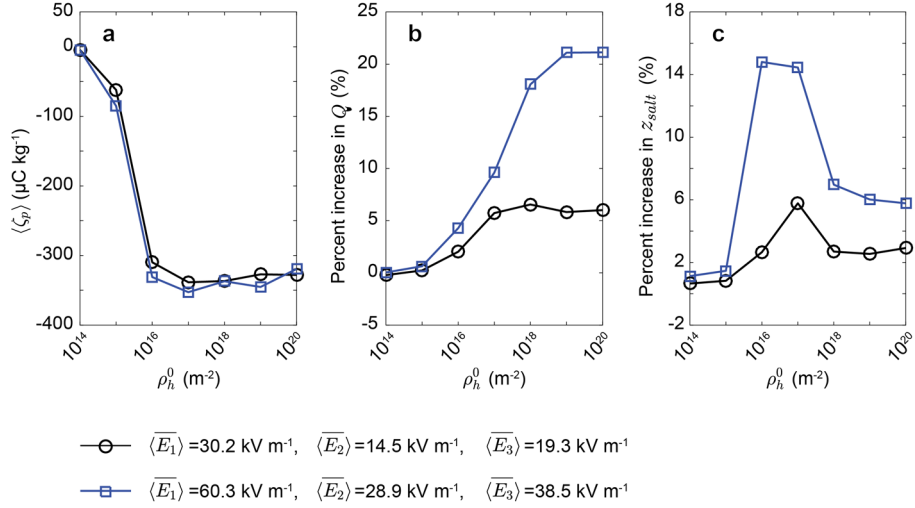 a
50
0
-100
-200
-300
-400
⟨ζp⟩ (μC kg⁻¹)
10¹⁴
10¹⁶
10¹⁸
10²⁰
ρₕ⁰ (m⁻²)
b
25
20
15
10
5
0
-5
Percent increase in Q (%)
10¹⁴
10¹⁶
10¹⁸
10²⁰
ρₕ⁰ (m⁻²)
c
18
14
10
6
2
-2
Percent increase in z_salt (%)
10¹⁴
10¹⁶
10¹⁸
10²⁰
ρₕ⁰ (m⁻²)
⟨E̅₁⟩ =30.2 kV m⁻¹, ⟨E̅₂⟩ =14.5 kV m⁻¹, ⟨E̅₃⟩ =19.3 kV m⁻¹
⟨E̅₁⟩ =60.3 kV m⁻¹, ⟨E̅₂⟩ =28.9 kV m⁻¹, ⟨E̅₃⟩ =38.5 kV m⁻¹